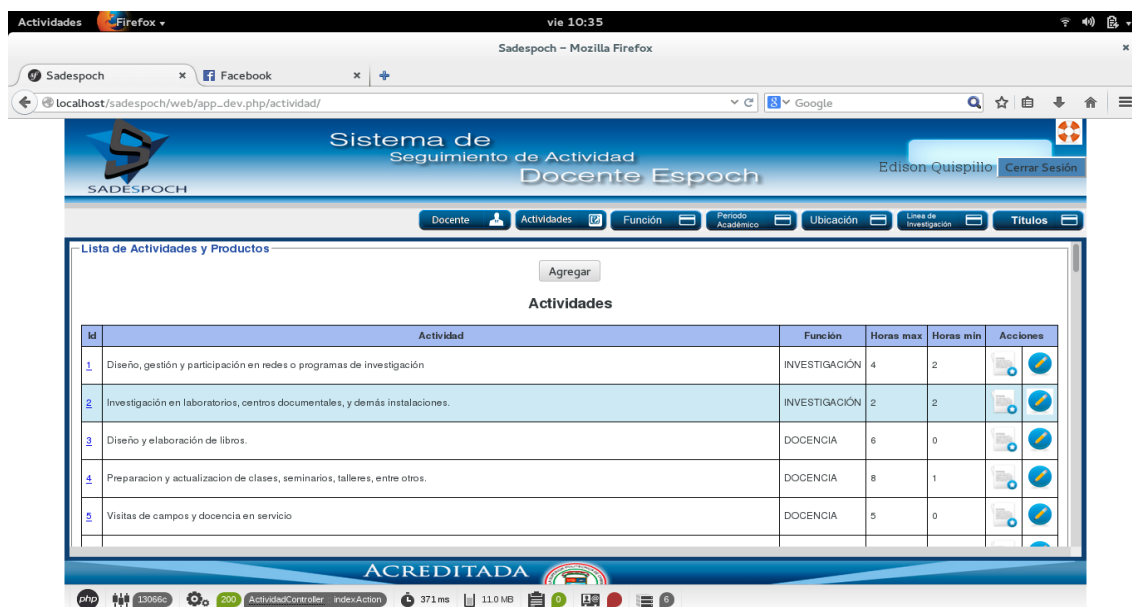 Actividades Firefox vie 10:35
Sadespoch - Mozilla Firefox
Sadespoch Facebook
localhost/sadespoch/web/app_dev.php/actividad/ Google
SADESPOCH
Sistema de
Seguimiento de Actividad
Docente Espoch
Edison Quispillo Cerrar Sesión
Docente Actividades Función Periodo Académico Ubicación Linea de Investigación Títulos
Lista de Actividades y Productos
Agregar
Actividades
Id Actividad Función Horas max Horas min Acciones
1 Diseño, gestión y participación en redes o programas de investigación INVESTIGACIÓN 4 2
2 Investigación en laboratorios, centros documentales, y demás instalaciones. INVESTIGACIÓN 2 2
3 Diseño y elaboración de libros. DOCENCIA 6 0
4 Preparacion y actualizacion de clases, seminarios, talleres, entre otros. DOCENCIA 8 1
5 Visitas de campos y docencia en servicio DOCENCIA 5 0
ACREDITADA
php 13066c 200 ActividadController indexAction 371 ms 11.0 MB 0 6